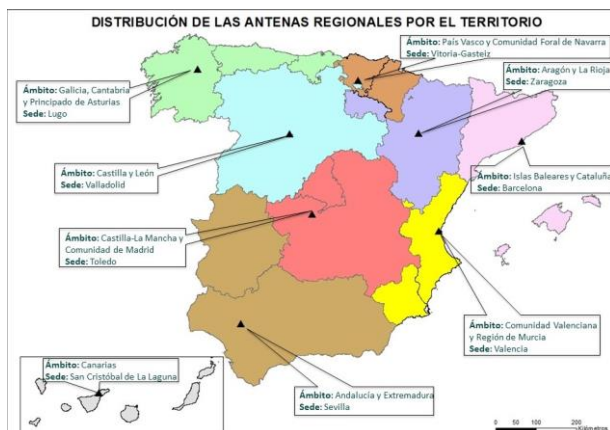 DISTRIBUCIÓN DE LAS ANTENAS REGIONALES POR EL TERRITORIO
Ámbito: País Vasco y Comunidad Foral de Navarra
Sede: Vitoria-Gasteiz
Ámbito: Aragón y La Rioja
Sede: Zaragoza
Ámbito: Galicia, Cantabria
y Principado de Asturias
Sede: Lugo
Ámbito: Castilla y León
Sede: Valladolid
Ámbito: Islas Baleares y Cataluña
Sede: Barcelona
Ámbito: Castilla-La Mancha y
Comunidad de Madrid
Sede: Toledo
Ámbito: Comunidad Valenciana
y Región de Murcia
Sede: Valencia
Ámbito: Canarias
Sede: San Cristóbal de La Laguna
Ámbito: Andalucía y Extremadura
Sede: Sevilla
0 50 100 200
Kilómetros